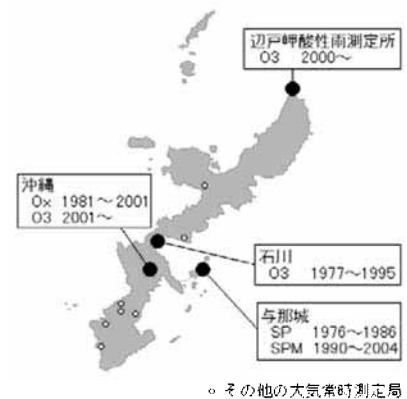 辺戸岬酸性雨測定所
O3 2000～
沖縄
Ox 1981～2001
O3 2001～
石川
O3 1977～1995
与那城
SP 1976～1986
SPM 1990～2004
○ その他の大気常時測定局